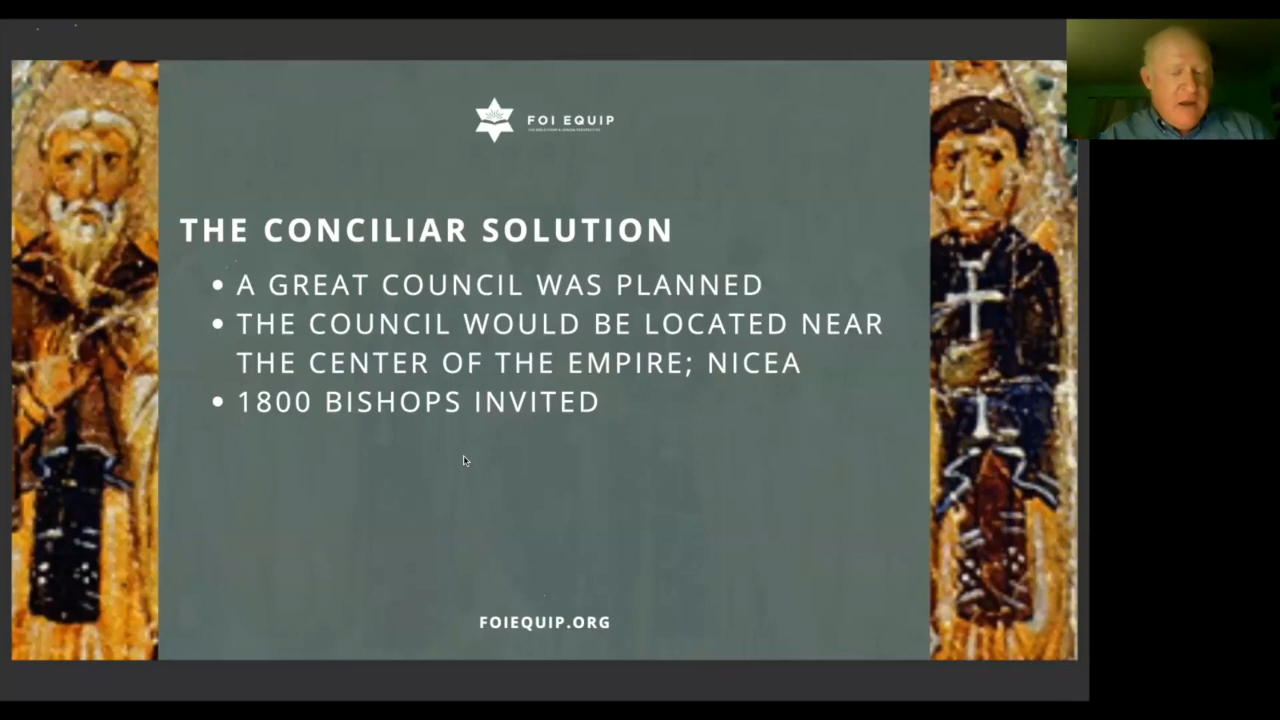 FOI EQUIP
THE CONCILIAR SOLUTION
• A GREAT COUNCIL WAS PLANNED
• THE COUNCIL WOULD BE LOCATED NEAR
THE CENTER OF THE EMPIRE; NICEA
• 1800 BISHOPS INVITED
FOIEQUIP.ORG